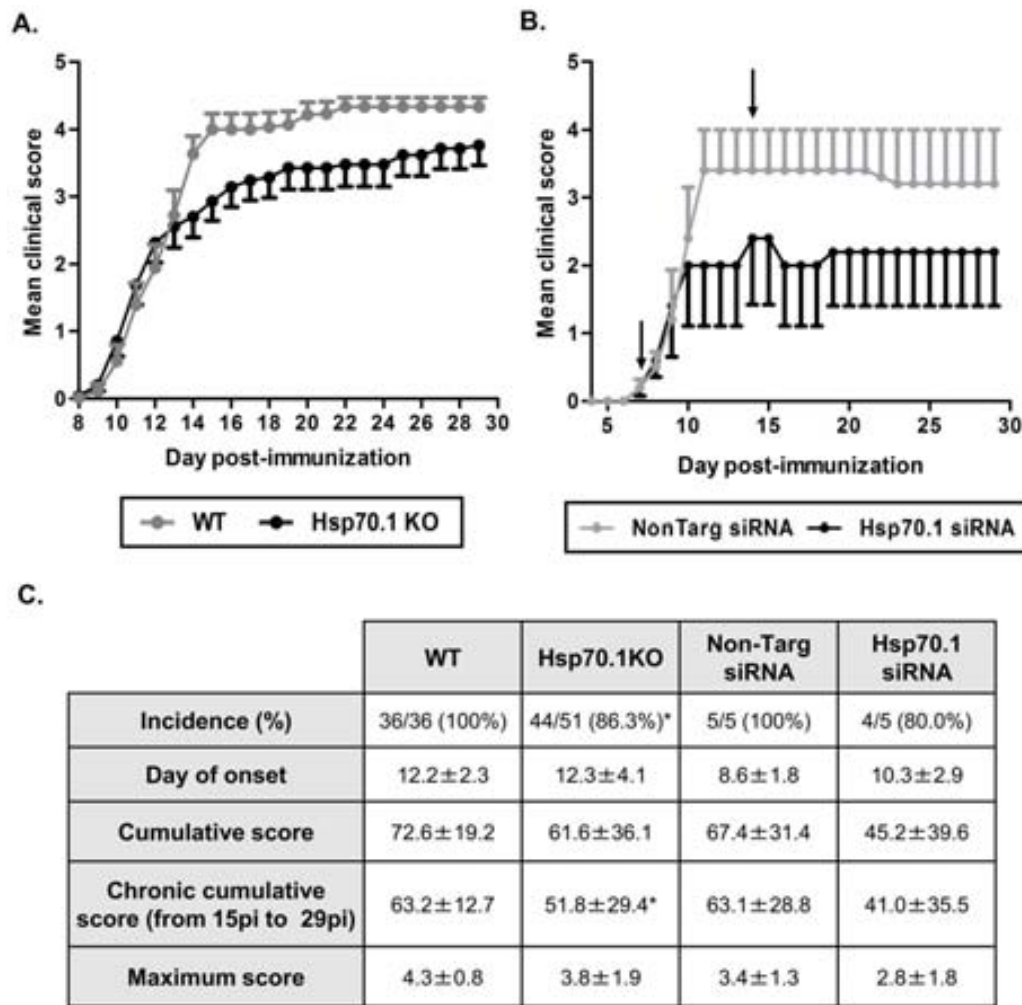 A.
5
4
3
2
1
0
Mean clinical score
8 10 12 14 16 18 20 22 24 26 28 30
Day post-immunization
WT Hsp70.1 KO
B.
5
4
3
2
1
0
Mean clinical score
5 10 15 20 25 30
Day post-immunization
NonTarg siRNA Hsp70.1 siRNA
C.
WT Hsp70.1KO Non-Targ siRNA Hsp70.1 siRNA
Incidence (%) 36/36 (100%) 44/51 (86.3%)* 5/5 (100%) 4/5 (80.0%)
Day of onset 12.2±2.3 12.3±4.1 8.6±1.8 10.3±2.9
Cumulative score 72.6±19.2 61.6±36.1 67.4±31.4 45.2±39.6
Chronic cumulative
score (from 15pi to 29pi) 63.2±12.7 51.8±29.4* 63.1±28.8 41.0±35.5
Maximum score 4.3±0.8 3.8±1.9 3.4±1.3 2.8±1.8